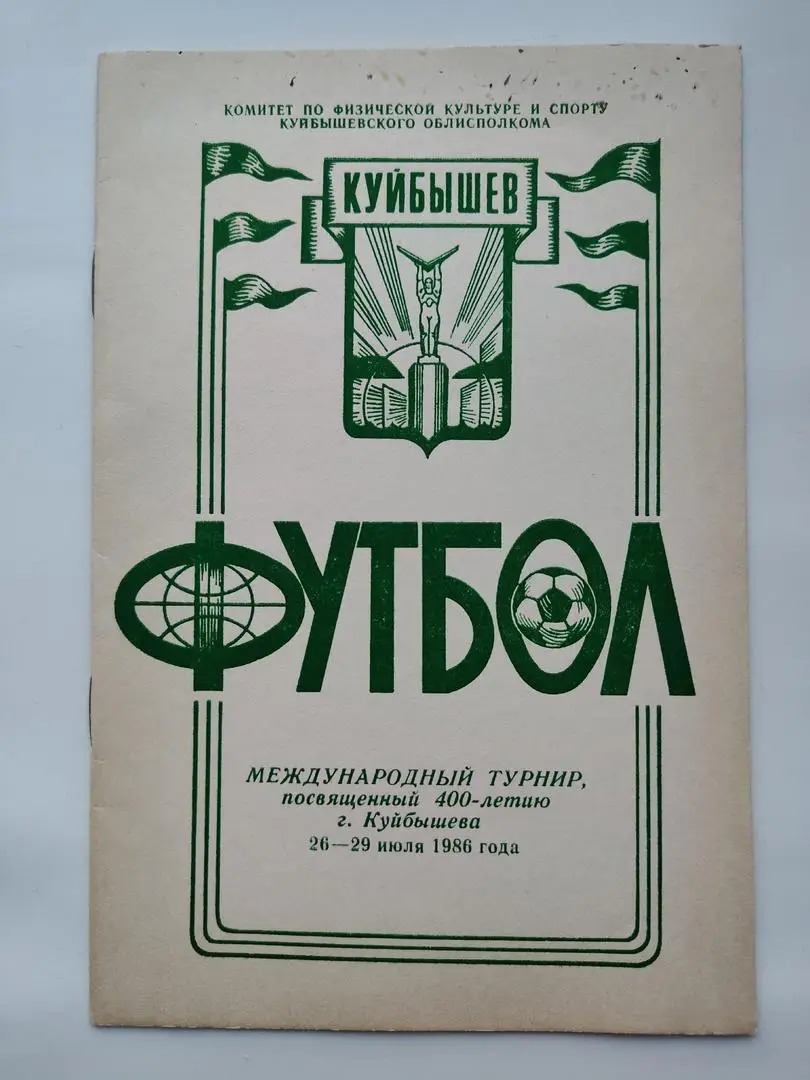 КОМИТЕТ ПО ФИЗИЧЕСКОЙ КУЛЬТУРЕ И СПОРТУ
КУЙБЫШЕВСКОГО ОБЛИСПОЛКОМА
КУЙБЫШЕВ
ФУТБОЛ
МЕЖДУНАРОДНЫЙ ТУРНИР,
посвященный 400-летию
г. Куйбышева
26—29 июля 1986 года